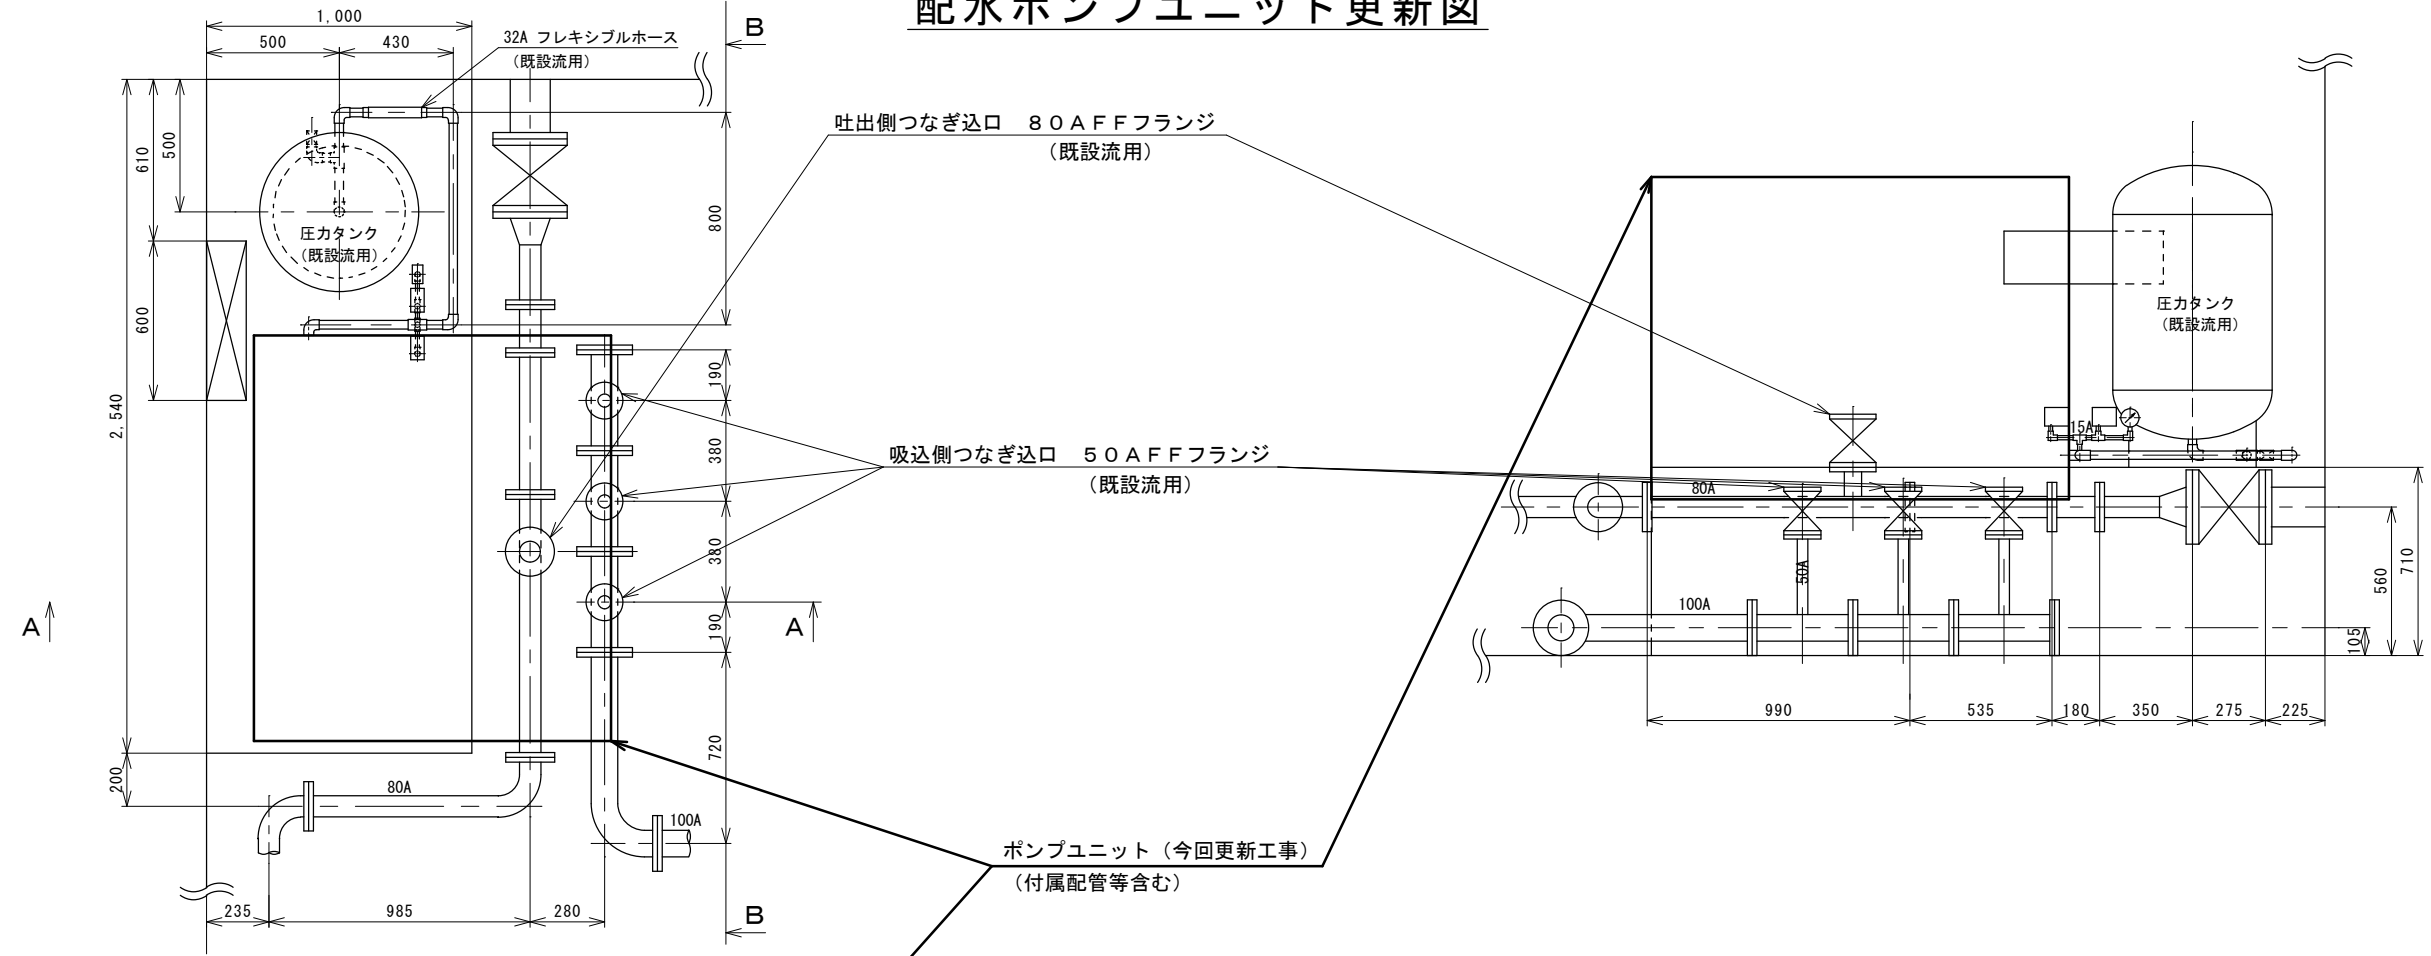 配水ポンプユニット更新図
1,000
500
430
32A フレキシブルホース
(既設流用)
B
610
500
800
圧力タンク
(既設流用)
600
2,540
190
380
380
190
720
200
A
A
80A
100A
235
985
280
B
吐出側つなぎ込口 80AFFフランジ
(既設流用)
吸込側つなぎ込口 50AFFフランジ
(既設流用)
ポンプユニット(今回更新工事)
(付属配管等含む)
圧力タンク
(既設流用)
15A
80A
50A
100A
710
560
105
990
535
180
350
275
225